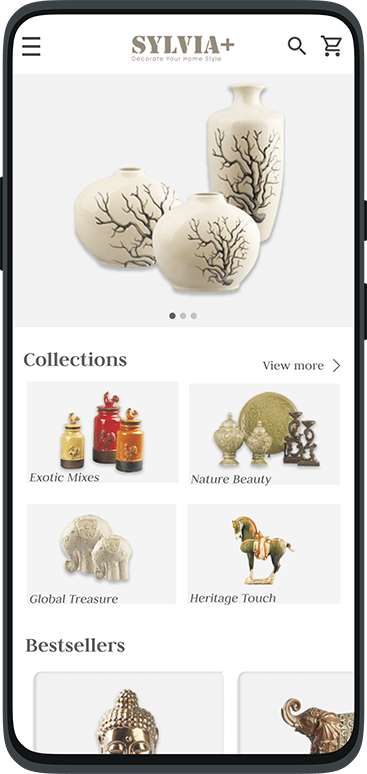 SYLVIA+
Decorate Your Home Style
Collections
View more
Exotic Mixes
Nature Beauty
Global Treasure
Heritage Touch
Bestsellers